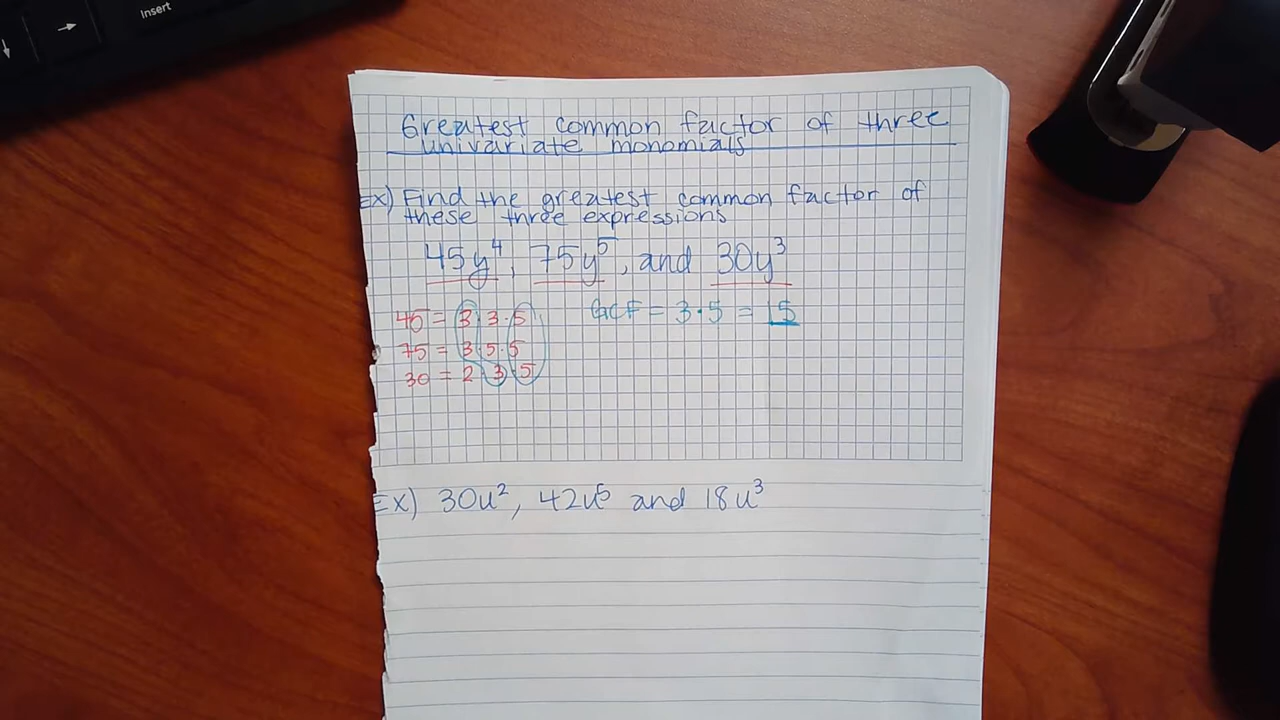 Insert
Greatest common factor of three
univariate monomials
Ex) Find the greatest common factor of
these three expressions
45y⁴, 75y⁵, and 30y³
45 = 3·3·5 GCF = 3·5 = 15
75 = 3·5·5
30 = 2·3·5
Ex) 30u², 42u⁵ and 18u³